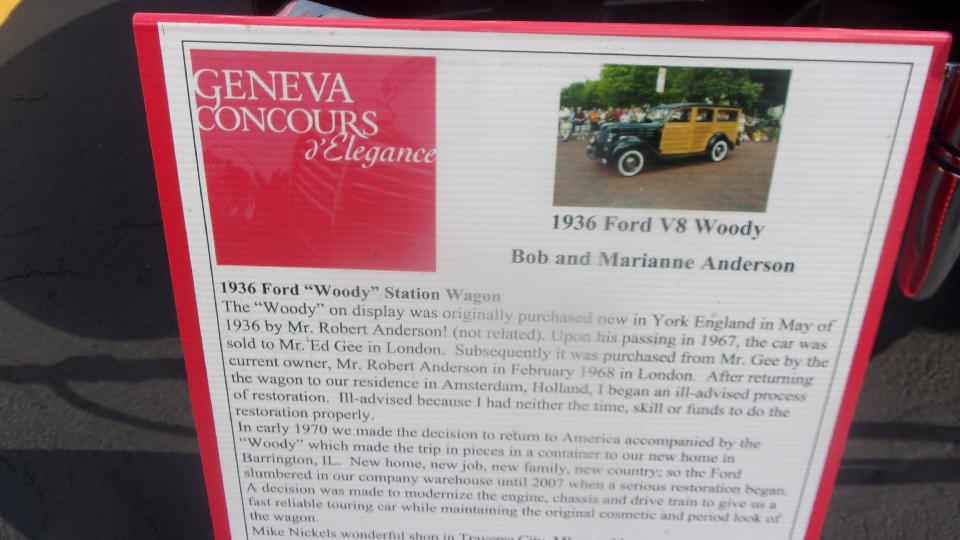 GENEVA
CONCOURS
d'Elegance
1936 Ford V8 Woody
Bob and Marianne Anderson
1936 Ford “Woody” Station Wagon
The “Woody” on display was originally purchased new in York England in May of
1936 by Mr. Robert Anderson! (not related). Upon his passing in 1967, the car was
sold to Mr. Ed Gee in London. Subsequently it was purchased from Mr. Gee by the
current owner, Mr. Robert Anderson in February 1968 in London. After returning
the wagon to our residence in Amsterdam, Holland, I began an ill-advised process
of restoration. Ill-advised because I had neither the time, skill or funds to do the
restoration properly.
In early 1970 we made the decision to return to America accompanied by the
“Woody” which made the trip in pieces in a container to our new home in
Barrington, IL. New home, new job, new family, new country; so the Ford
slumbered in our company warehouse until 2007 when a serious restoration began.
A decision was made to modernize the engine, chassis and drive train to give us a
fast reliable touring car while maintaining the original cosmetic and period look of
the wagon.
Mike Nickels wonderful shop in Traverse City,